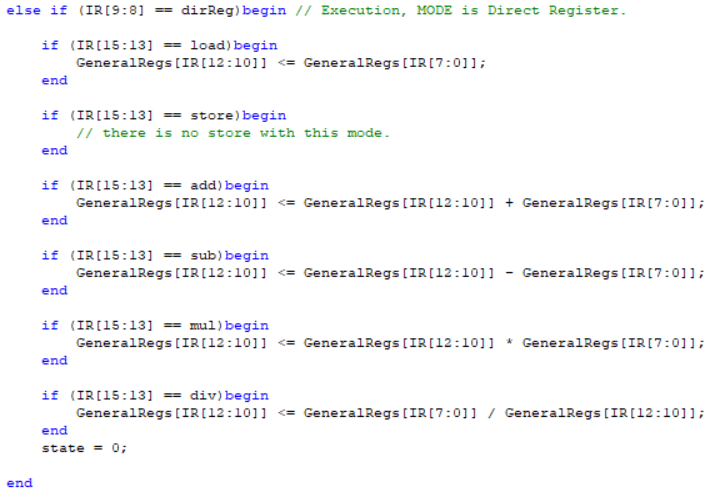 else if (IR[9:8] == dirReg)begin // Execution, MODE is Direct Register.
if (IR[15:13] == load)begin
GeneralRegs[IR[12:10]] <= GeneralRegs[IR[7:0]];
end
if (IR[15:13] == store)begin
// there is no store with this mode.
end
if (IR[15:13] == add)begin
GeneralRegs[IR[12:10]] <= GeneralRegs[IR[12:10]] + GeneralRegs[IR[7:0]];
end
if (IR[15:13] == sub)begin
GeneralRegs[IR[12:10]] <= GeneralRegs[IR[12:10]] - GeneralRegs[IR[7:0]];
end
if (IR[15:13] == mul)begin
GeneralRegs[IR[12:10]] <= GeneralRegs[IR[12:10]] * GeneralRegs[IR[7:0]];
end
if (IR[15:13] == div)begin
GeneralRegs[IR[12:10]] <= GeneralRegs[IR[7:0]] / GeneralRegs[IR[12:10]];
end
state = 0;
end